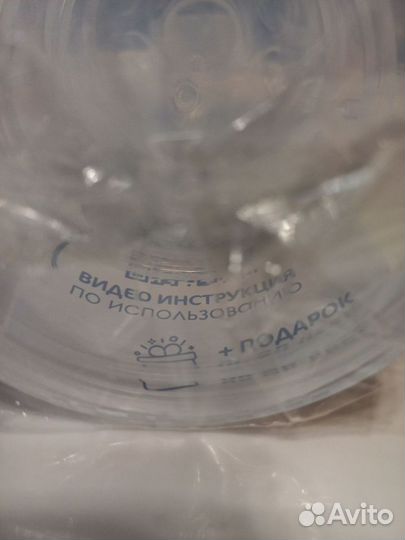 ВИДЕО ИНСТРУКЦИЯ
ПО ИСПОЛЬЗОВАНИЮ
+ ПОДАРОК
Avito